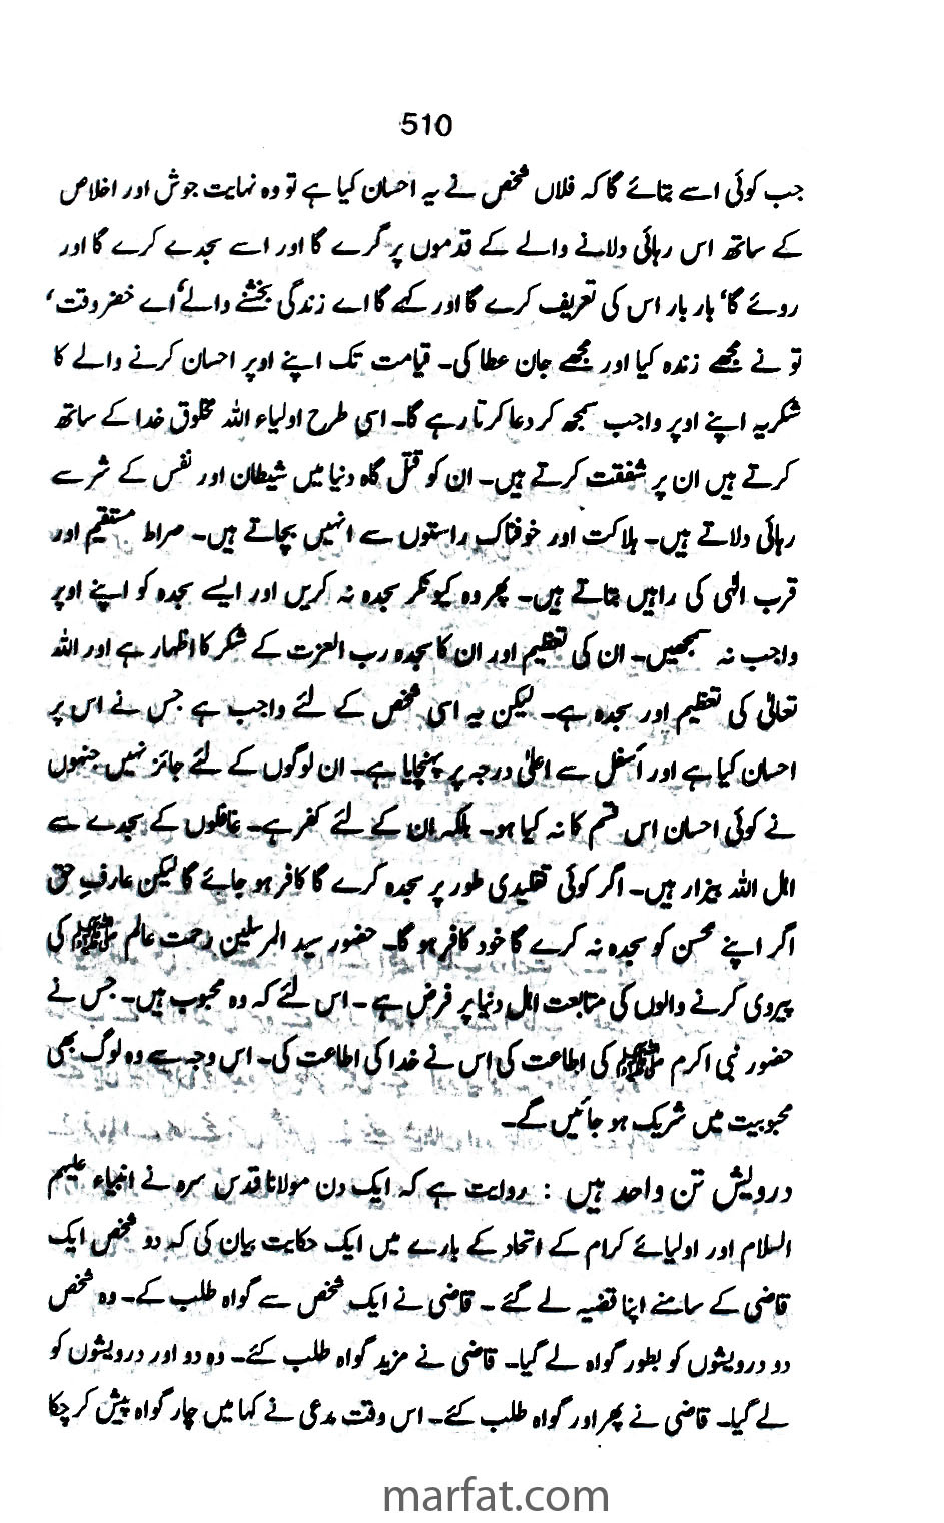 510
جب کوئی اسے بتائے گا کہ فلاں شخص نے یہ احسان کیا ہے تو وہ نہایت جوش اور اخلاص
کے ساتھ اس رہائی دلانے والے کے قدموں پر گرے گا اور اسے سجدے کرے گا اور
روئے گا' بار بار اس کی تعریف کرے گا اور کہے گا اے زندگی بخشنے والے' اے خضر وقت'
تو نے مجھے زندہ کیا اور مجھے جان عطا کی۔ قیامت تک اپنے اوپر احسان کرنے والے کا
شکریہ اپنے اوپر واجب سمجھ کر دعا کرتا رہے گا۔ اسی طرح اولیاء اللہ مخلوق خدا کے ساتھ
کرتے ہیں ان پر شفقت کرتے ہیں۔ ان کو قتل گاہ دنیا میں شیطان اور نفس کے شر سے
رہائی دلاتے ہیں۔ ہلاکت اور خوفناک راستوں سے انہیں بچاتے ہیں۔ صراط مستقیم اور
قرب الٰہی کی راہیں بتاتے ہیں۔ پھر وہ کیونکر سجدہ نہ کریں اور ایسے سجدہ کو اپنے اوپر
واجب نہ سمجھیں۔ ان کی تعظیم اور ان کا سجدہ رب العزت کے شکر کا اظہار ہے اور اللہ
تعالیٰ کی تعظیم اور سجدہ ہے۔ لیکن یہ اسی شخص کے لئے واجب ہے جس نے اس پر
احسان کیا ہے اور اَسفل سے اعلیٰ درجہ پر پہنچایا ہے۔ ان لوگوں کے لئے جائز نہیں جنہوں
نے کوئی احسان اس قسم کا نہ کیا ہو۔ بلکہ ان کے لئے کفر ہے۔ غافلوں کے سجدے سے
اہل اللہ بیزار ہیں۔ اگر کوئی تقلیدی طور پر سجدہ کرے گا کافر ہو جائے گا لیکن عارفِ حق
اگر اپنے محسن کو سجدہ نہ کرے گا خود کافر ہو گا۔ حضور سید المرسلین رحمت عالم ﷺ کی
پیروی کرنے والوں کی متابعت اہل دنیا پر فرض ہے۔ اس لئے کہ وہ محبوب ہیں۔ جس نے
حضور نبی اکرم ﷺ کی اطاعت کی اس نے خدا کی اطاعت کی۔ اس وجہ سے وہ لوگ بھی
محبوبیت میں شریک ہو جائیں گے۔
درویش تن واحد ہیں : روایت ہے کہ ایک دن مولانا قدس سرہ نے انبیاء علیہم
السلام اور اولیائے کرام کے اتحاد کے بارے میں ایک حکایت بیان کی کہ دو شخص ایک
قاضی کے سامنے اپنا قضیہ لے گئے۔ قاضی نے ایک شخص سے گواہ طلب کے۔ وہ شخص
دو درویشوں کو بطور گواہ لے گیا۔ قاضی نے مزید گواہ طلب کئے۔ وہ دو اور درویشوں کو
لے گیا۔ قاضی نے پھر اور گواہ طلب کئے۔ اس وقت مدعی نے کہا میں چار گواہ پیش کر چکا
marfat.com